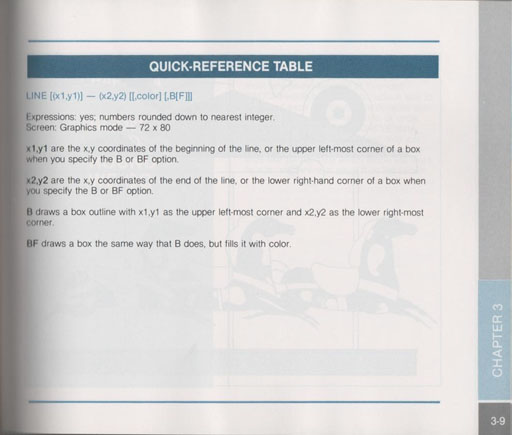 QUICK-REFERENCE TABLE
LINE [(x1,y1)] — (x2,y2) [[,color] [,B[F]]]
Expressions: yes; numbers rounded down to nearest integer.
Screen: Graphics mode — 72 x 80
x1,y1 are the x,y coordinates of the beginning of the line, or the upper left-most corner of a box
when you specify the B or BF option.
x2,y2 are the x,y coordinates of the end of the line, or the lower right-hand corner of a box when
you specify the B or BF option.
B draws a box outline with x1,y1 as the upper left-most corner and x2,y2 as the lower right-most
corner.
BF draws a box the same way that B does, but fills it with color.
CHAPTER 3
3-9